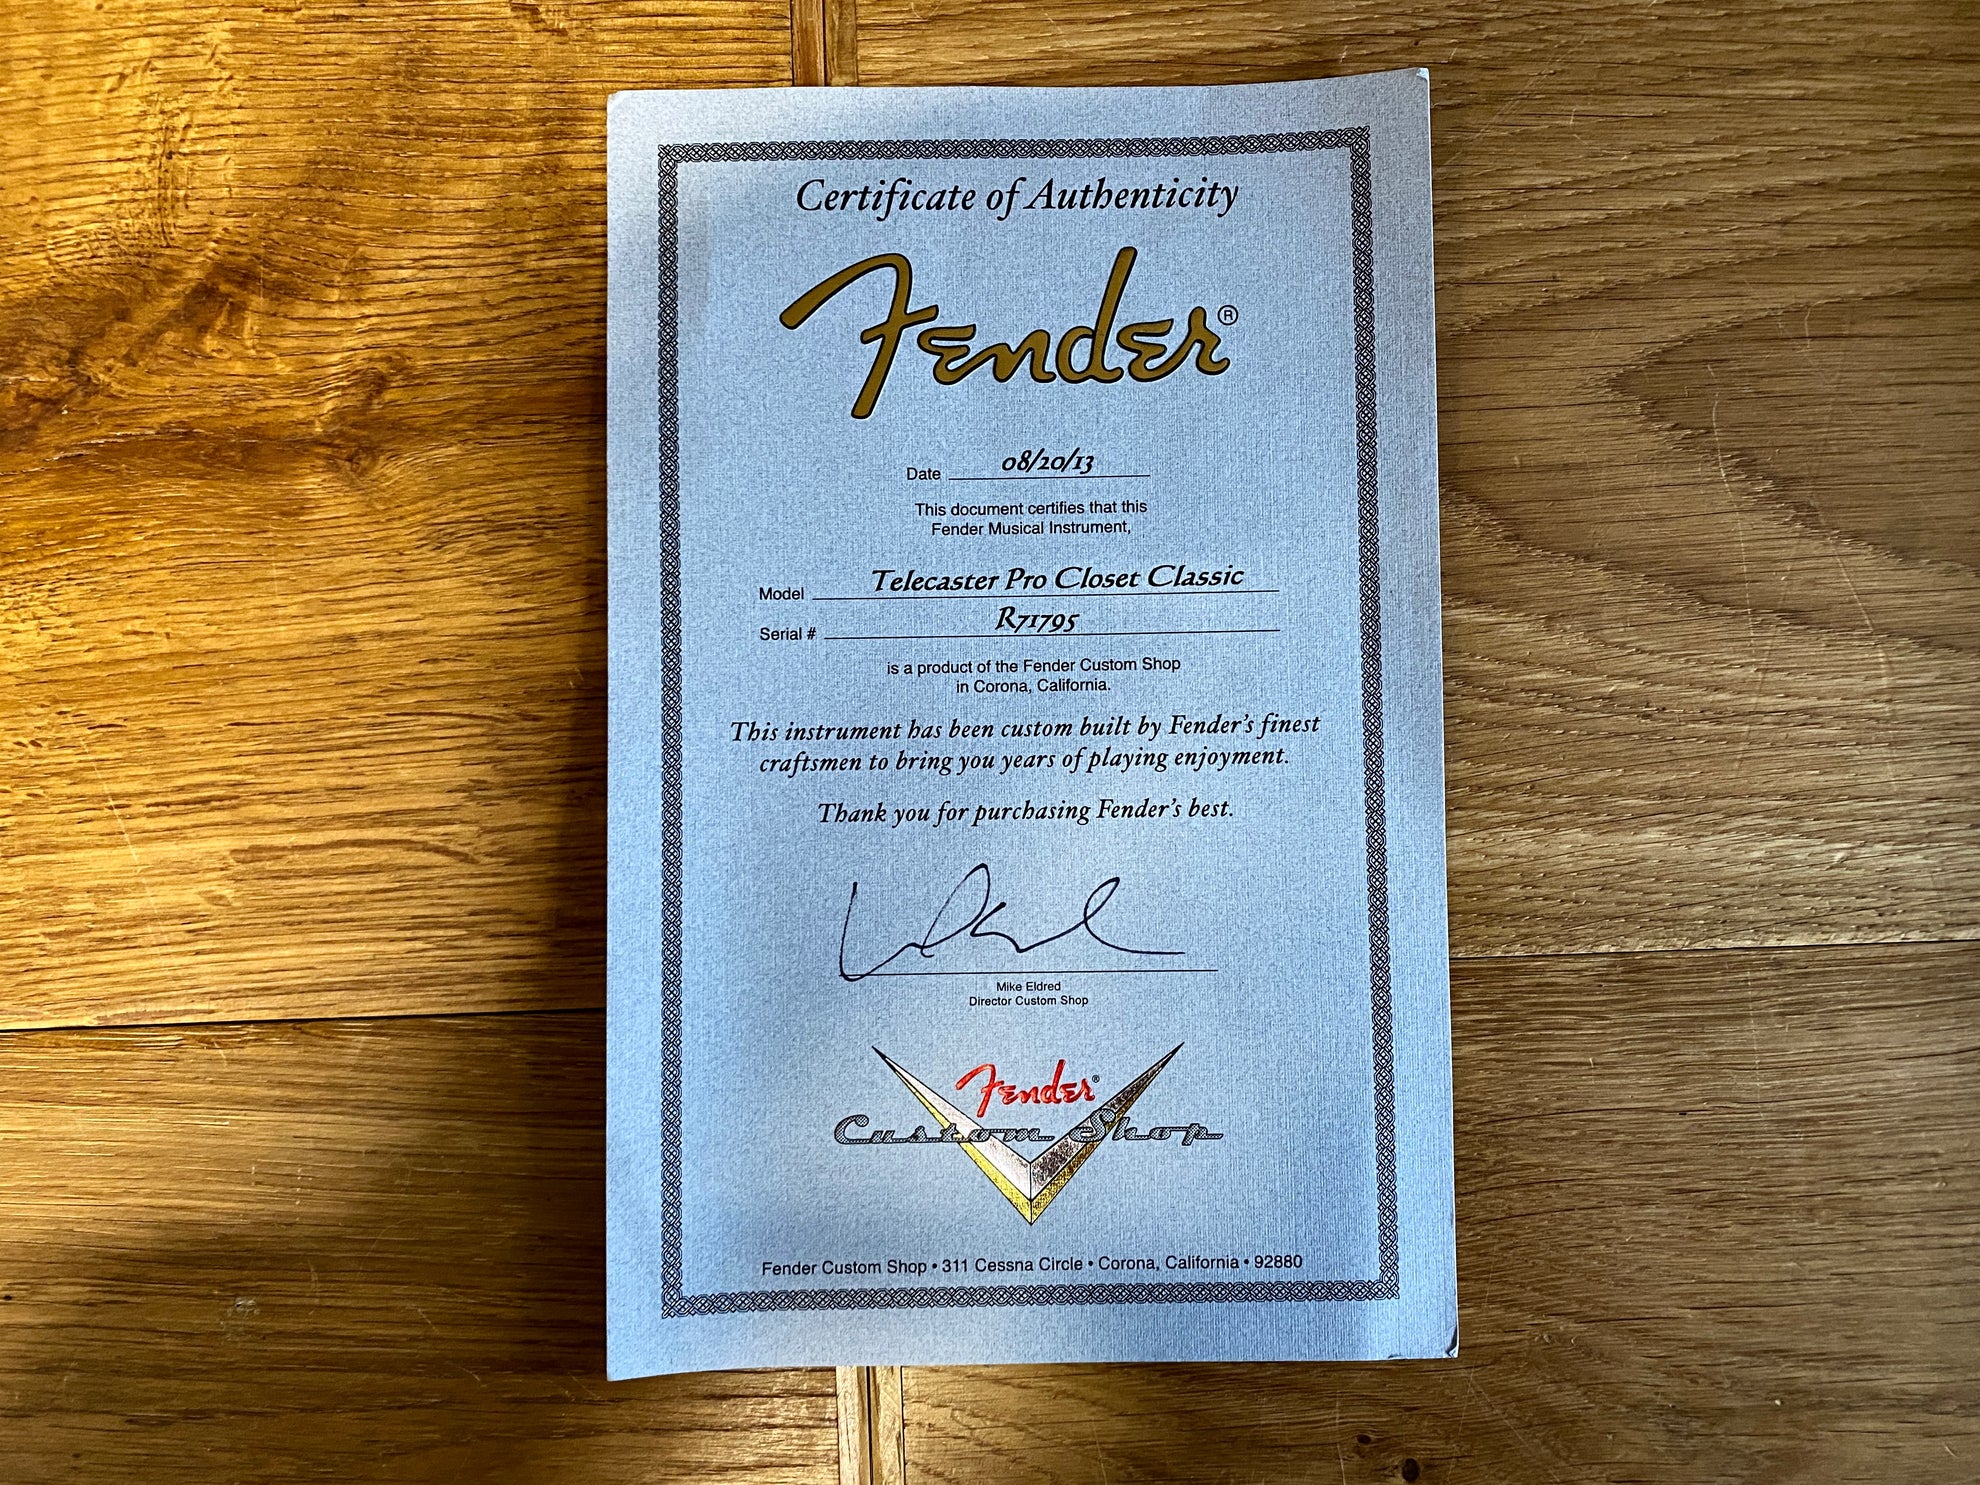 Certificate of Authenticity
Fender®
Date 08/20/13
This document certifies that this
Fender Musical Instrument,
Model Telecaster Pro Closet Classic
Serial # R71795
is a product of the Fender Custom Shop
in Corona, California.
This instrument has been custom built by Fender's finest
craftsmen to bring you years of playing enjoyment.
Thank you for purchasing Fender's best.
Mike Eldred
Director Custom Shop
Fender®
Custom Shop
Fender Custom Shop • 311 Cessna Circle • Corona, California • 92880